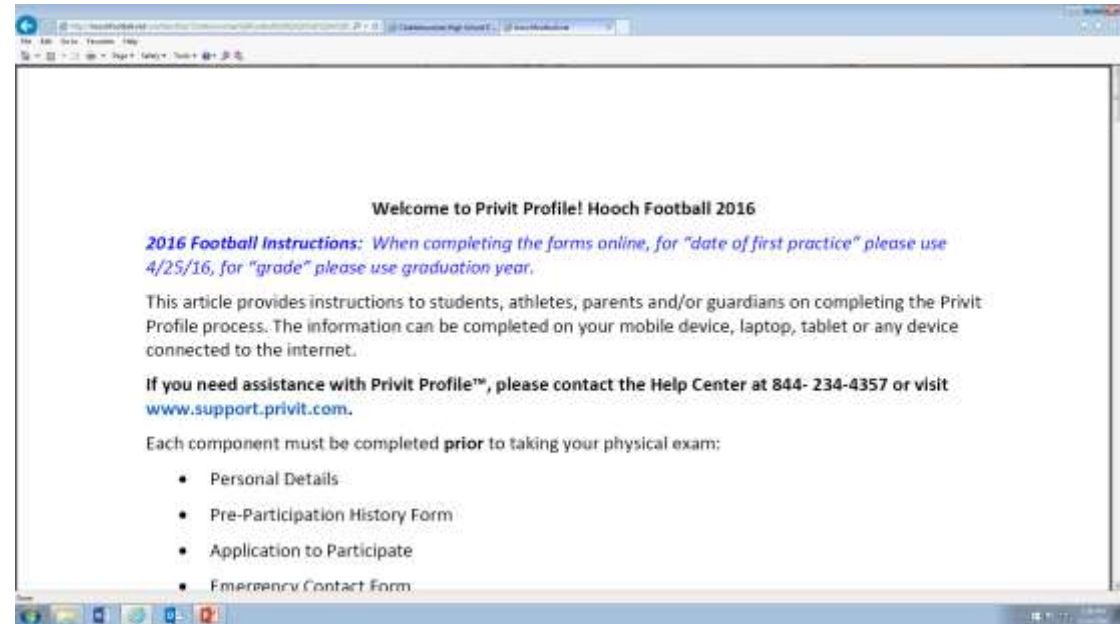 Page Safety Tools
Welcome to Privit Profile! Hooch Football 2016
2016 Football Instructions: When completing the forms online, for "date of first practice" please use
4/25/16, for "grade" please use graduation year.
This article provides instructions to students, athletes, parents and/or guardians on completing the Privit
Profile process. The information can be completed on your mobile device, laptop, tablet or any device
connected to the internet.
If you need assistance with Privit Profile™, please contact the Help Center at 844- 234-4357 or visit
www.support.privit.com.
Each component must be completed prior to taking your physical exam:
• Personal Details
• Pre-Participation History Form
• Application to Participate
• Emergency Contact Form